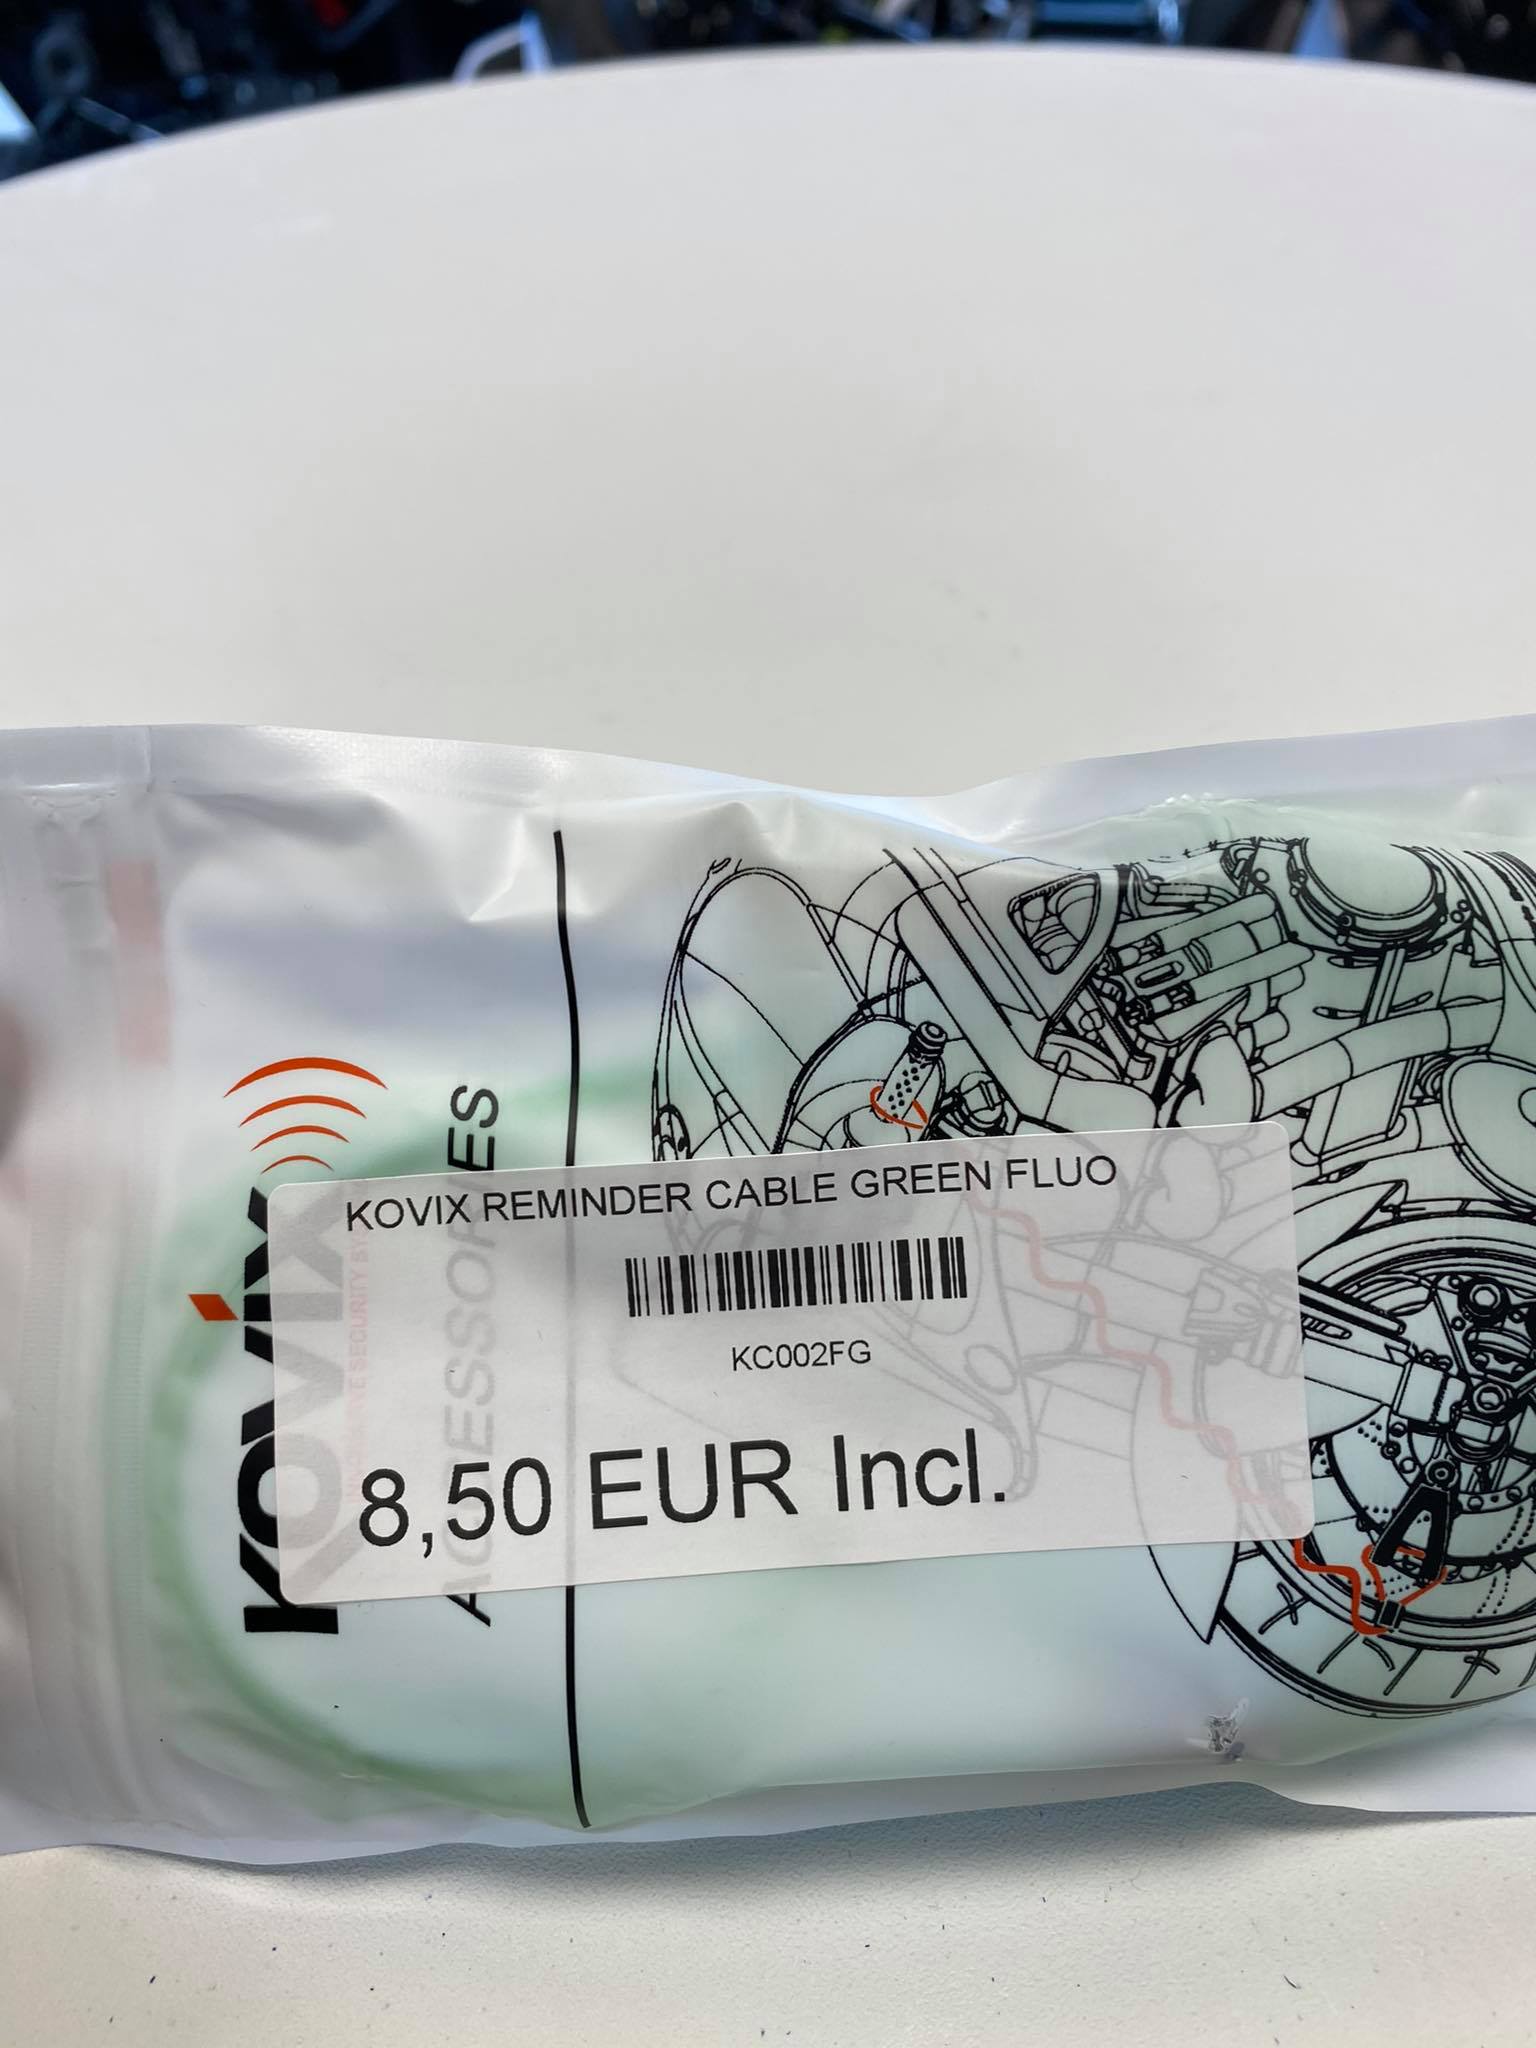 KOVIX
ACCESSORIES
KOVIX REMINDER CABLE GREEN FLUO
KC002FG
8,50 EUR Incl.